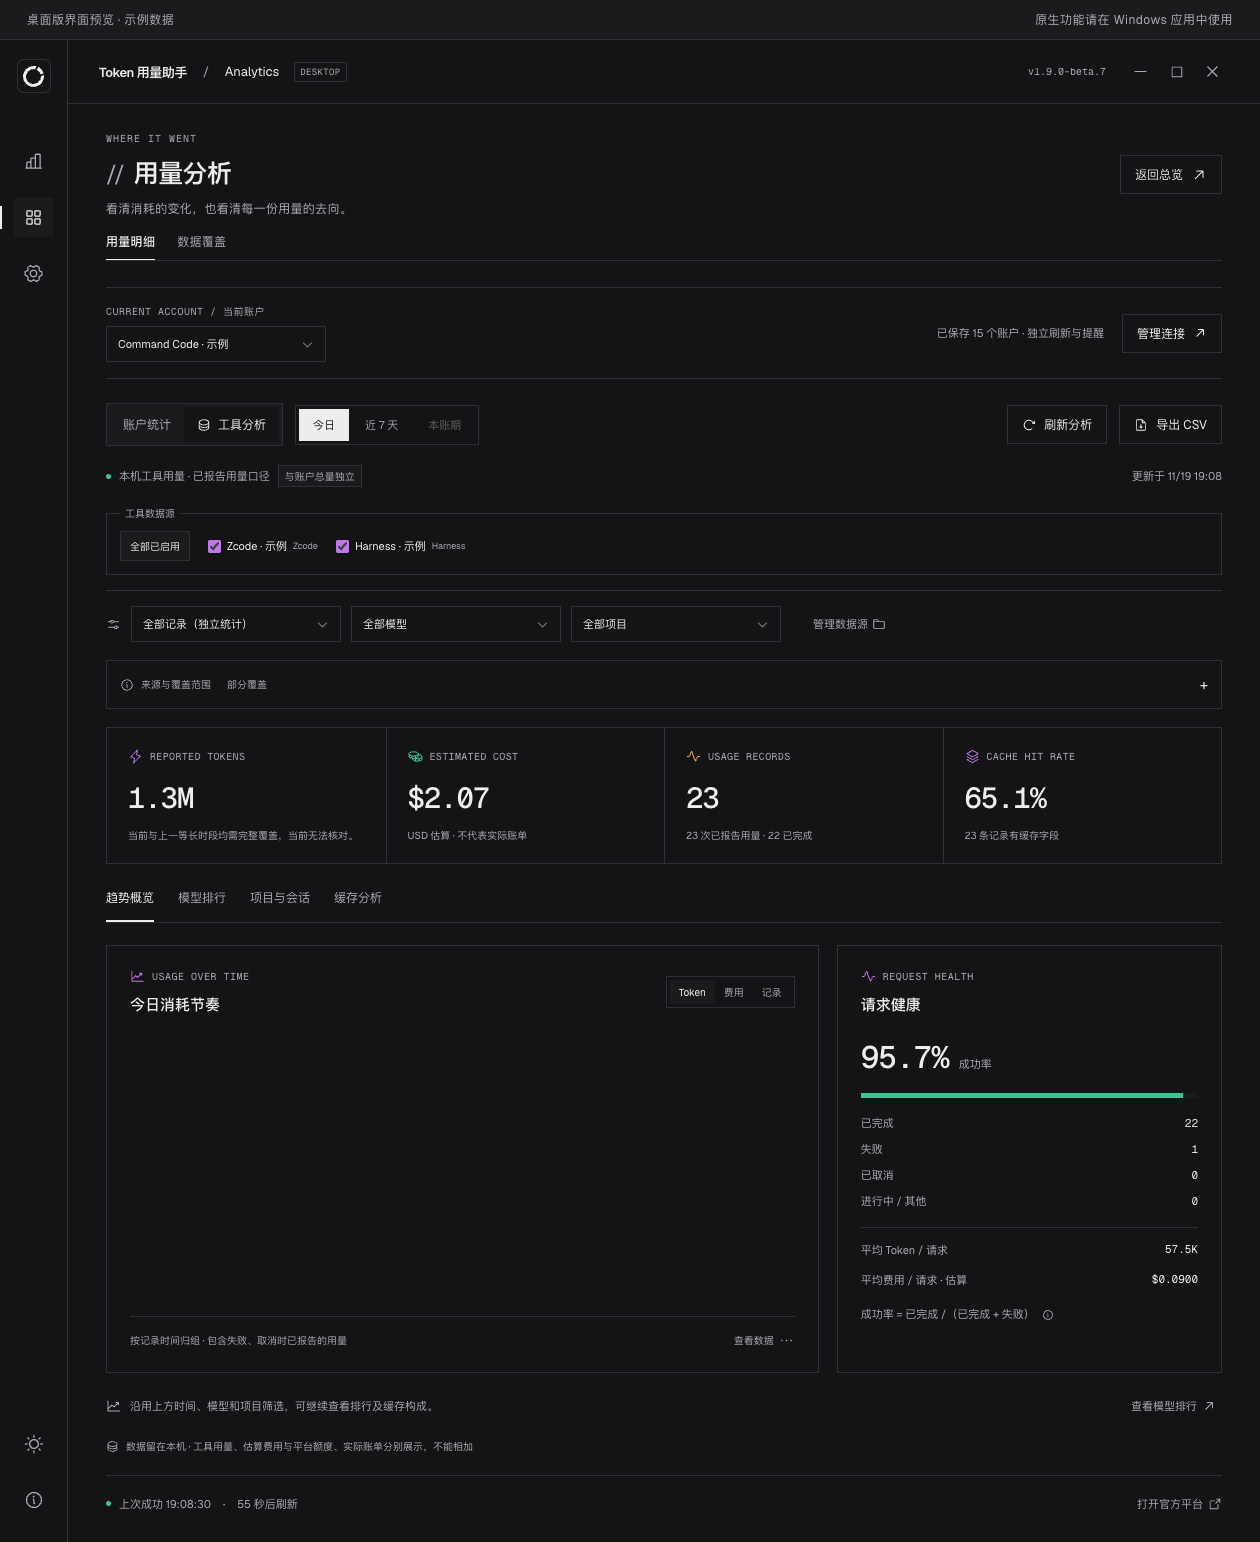 桌面版界面预览 · 示例数据
原生功能请在 Windows 应用中使用
Token 用量助手 / Analytics DESKTOP
v1.9.0-beta.7
WHERE IT WENT
// 用量分析
返回总览
看清消耗的变化，也看清每一份用量的去向。
用量明细 数据覆盖
CURRENT ACCOUNT / 当前账户
Command Code · 示例
已保存 15 个账户 · 独立刷新与提醒
管理连接
账户统计 工具分析 今日 近 7 天 本账期
刷新分析 导出 CSV
本机工具用量 · 已报告用量口径 与账户总量独立
更新于 11/19 19:08
工具数据源
全部已启用 Zcode · 示例 Zcode Harness · 示例 Harness
全部记录（独立统计） 全部模型 全部项目 管理数据源
来源与覆盖范围 部分覆盖 +
REPORTED TOKENS
1.3M
当前与上一等长时段均需完整覆盖，当前无法核对。
ESTIMATED COST
$2.07
USD 估算 · 不代表实际账单
USAGE RECORDS
23
23 次已报告用量 · 22 已完成
CACHE HIT RATE
65.1%
23 条记录有缓存字段
趋势概览 模型排行 项目与会话 缓存分析
USAGE OVER TIME
今日消耗节奏
Token 费用 记录
按记录时间归组 · 包含失败、取消时已报告的用量
查看数据 ···
REQUEST HEALTH
请求健康
95.7% 成功率
已完成 22
失败 1
已取消 0
进行中 / 其他 0
平均 Token / 请求 57.5K
平均费用 / 请求 · 估算 $0.0900
成功率 = 已完成 /（已完成 + 失败）
沿用上方时间、模型和项目筛选，可继续查看排行及缓存构成。
查看模型排行
数据留在本机 · 工具用量、估算费用与平台额度、实际账单分别展示，不能相加
上次成功 19:08:30 · 55 秒后刷新
打开官方平台